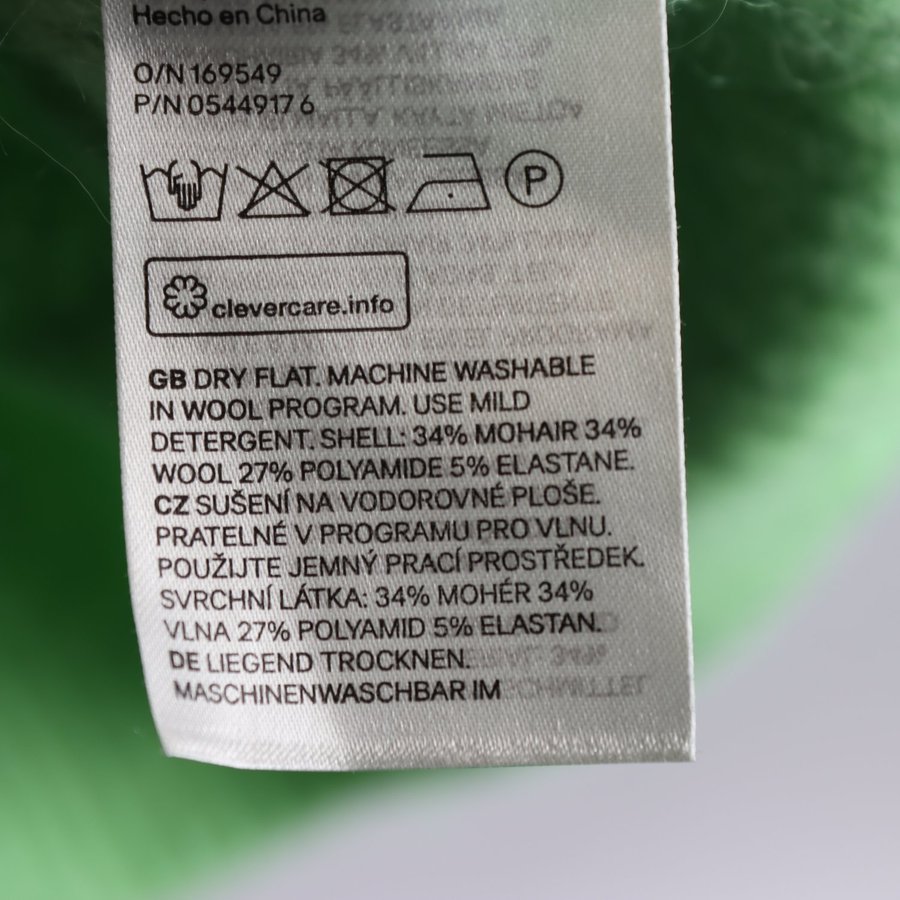 Hecho en China
O/N 169549
P/N 0544917 6
P
clevercare.info
GB DRY FLAT. MACHINE WASHABLE
IN WOOL PROGRAM. USE MILD
DETERGENT. SHELL: 34% MOHAIR 34%
WOOL 27% POLYAMIDE 5% ELASTANE.
CZ SUŠENÍ NA VODOROVNÉ PLOŠE.
PRATELNÉ V PROGRAMU PRO VLNU.
POUŽIJTE JEMNÝ PRACÍ PROSTŘEDEK.
SVRCHNÍ LÁTKA: 34% MOHÉR 34%
VLNA 27% POLYAMID 5% ELASTAN.
DE LIEGEND TROCKNEN.
MASCHINENWASCHBAR IM